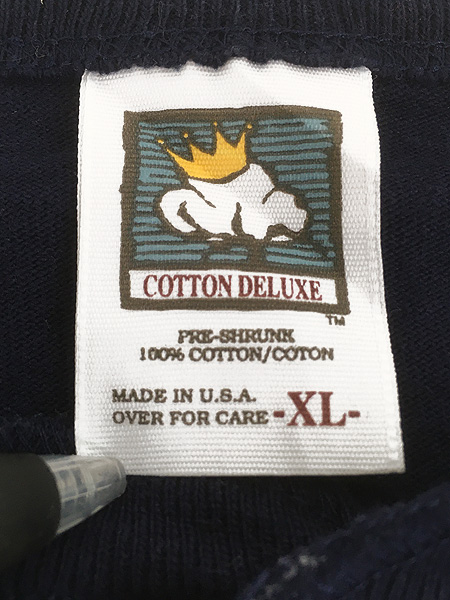 COTTON DELUXE
TM
PRE-SHRUNK
100% COTTON/COTON
MADE IN U.S.A.
OVER FOR CARE -XL-